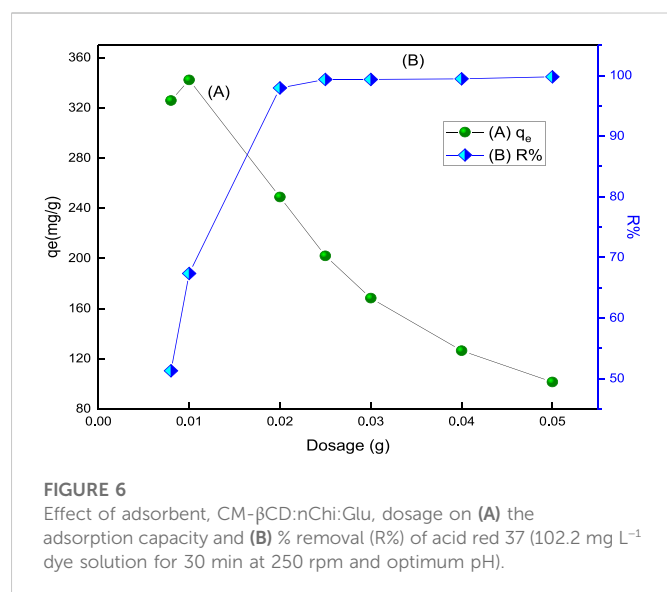 360
320
280
240
200
160
120
80
qe(mg/g)
0.00
0.01
0.02
0.03
0.04
0.05
Dosage (g)
100
90
80
70
60
50
R%
(A)
(B)
(A) qe
(B) R%
FIGURE 6
Effect of adsorbent, CM-βCD:nChi:Glu, dosage on (A) the
adsorption capacity and (B) % removal (R%) of acid red 37 (102.2 mg L⁻¹
dye solution for 30 min at 250 rpm and optimum pH).